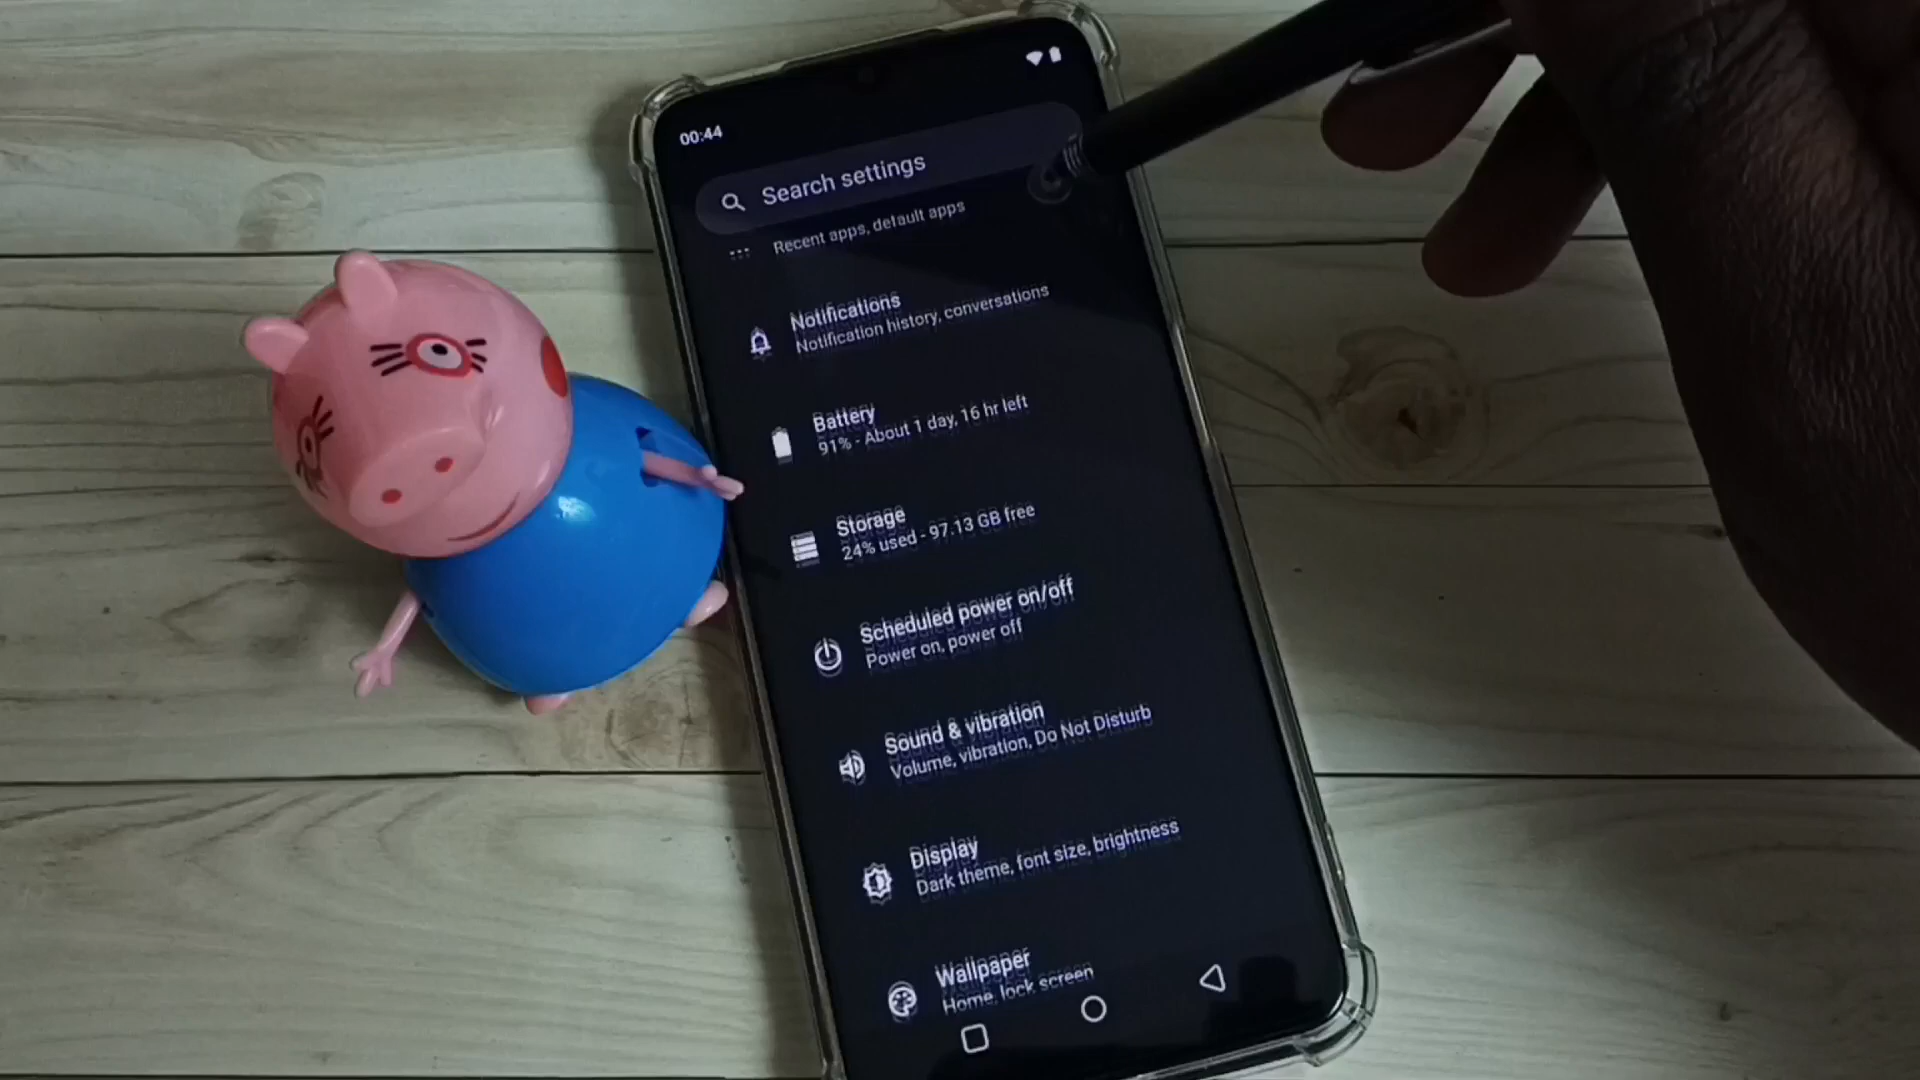 00:44
Search settings
Recent apps, default apps
Notifications
Notification history, conversations
Battery
91% - About 1 day, 16 hr left
Storage
24% used - 97.13 GB free
Scheduled power on/off
Power on, power off
Sound & vibration
Volume, vibration, Do Not Disturb
Display
Dark theme, font size, brightness
Wallpaper
Home, lock screen